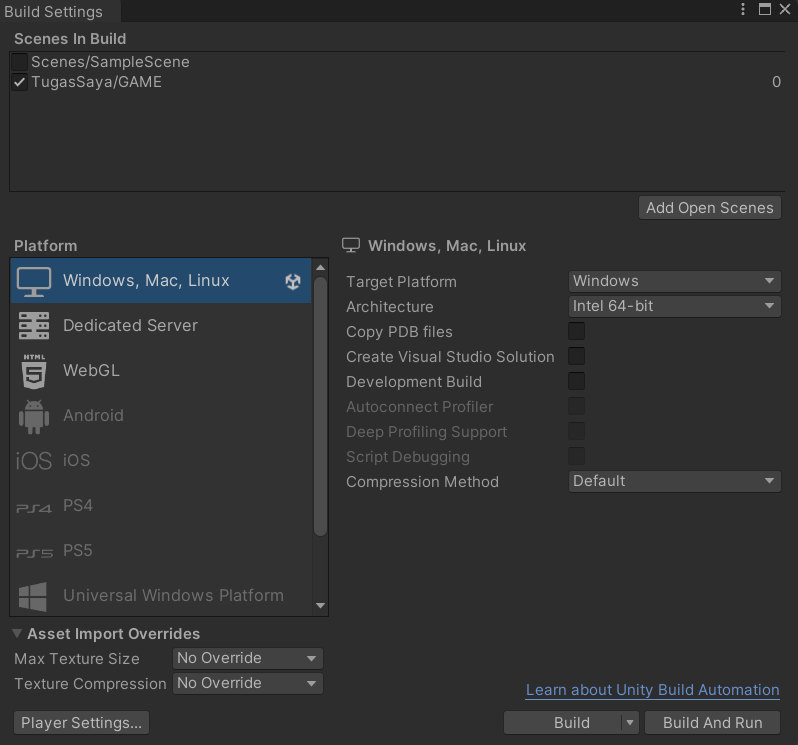 Build Settings
Scenes In Build
Scenes/SampleScene
TugasSaya/GAME 0
Add Open Scenes
Platform
Windows, Mac, Linux
Dedicated Server
HTML 5 WebGL
Android
iOS iOS
PS4 PS4
PS5 PS5
Universal Windows Platform
Windows, Mac, Linux
Target Platform Windows
Architecture Intel 64-bit
Copy PDB files
Create Visual Studio Solution
Development Build
Autoconnect Profiler
Deep Profiling Support
Script Debugging
Compression Method Default
Asset Import Overrides
Max Texture Size No Override
Texture Compression No Override
Learn about Unity Build Automation
Player Settings... Build Build And Run